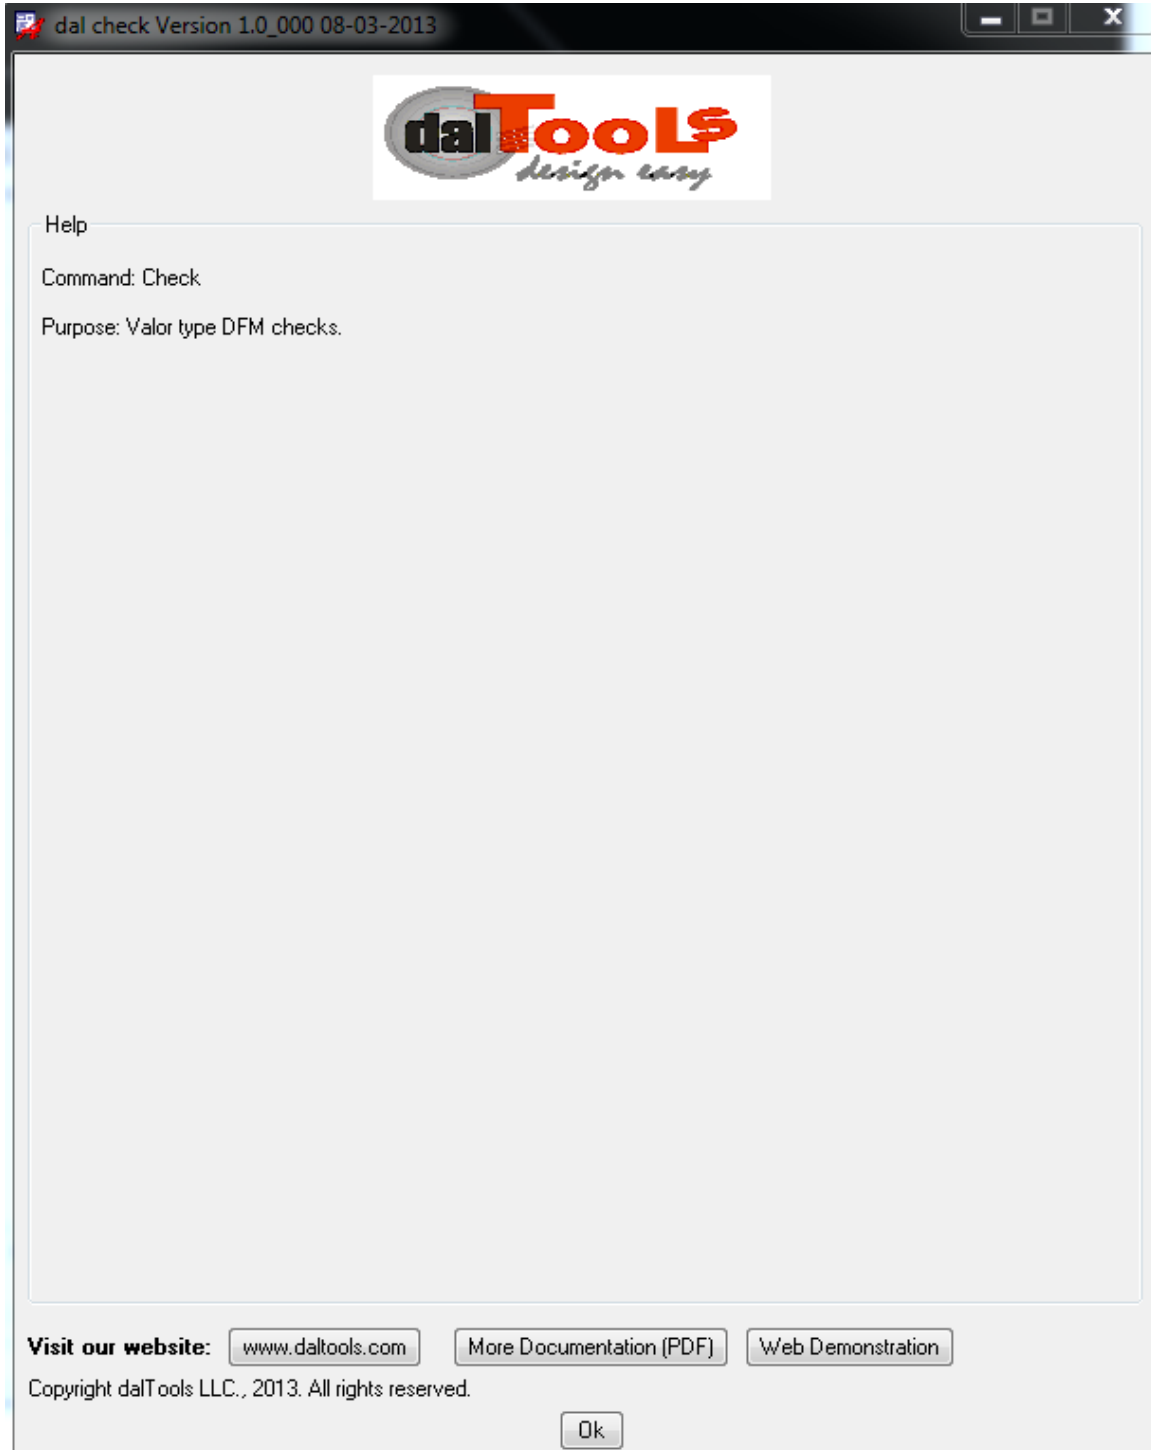 dal check Version 1.0_000 08-03-2013
dalTooLs
design easy
Help
Command: Check
Purpose: Valor type DFM checks.
Visit our website: www.daltools.com More Documentation (PDF) Web Demonstration
Copyright dalTools LLC., 2013. All rights reserved.
Ok